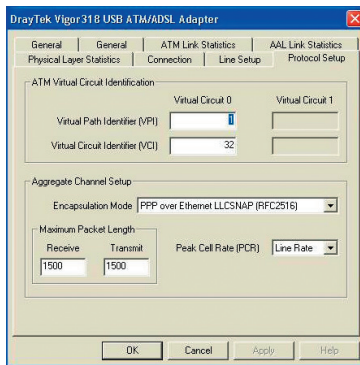 DrayTek Vigor318 USB ATM/ADSL Adapter
General General ATM Link Statistics AAL Link Statistics
Physical Layer Statistics Connection Line Setup Protocol Setup
ATM Virtual Circuit Identification
Virtual Circuit 0 Virtual Circuit 1
Virtual Path Identifier (VPI) 1
Virtual Circuit Identifier (VCI) 32
Aggregate Channel Setup
Encapsulation Mode PPP over Ethernet LLCSNAP (RFC2516)
Maximum Packet Length
Receive Transmit Peak Cell Rate (PCR) Line Rate
1500 1500
OK Cancel Apply Help